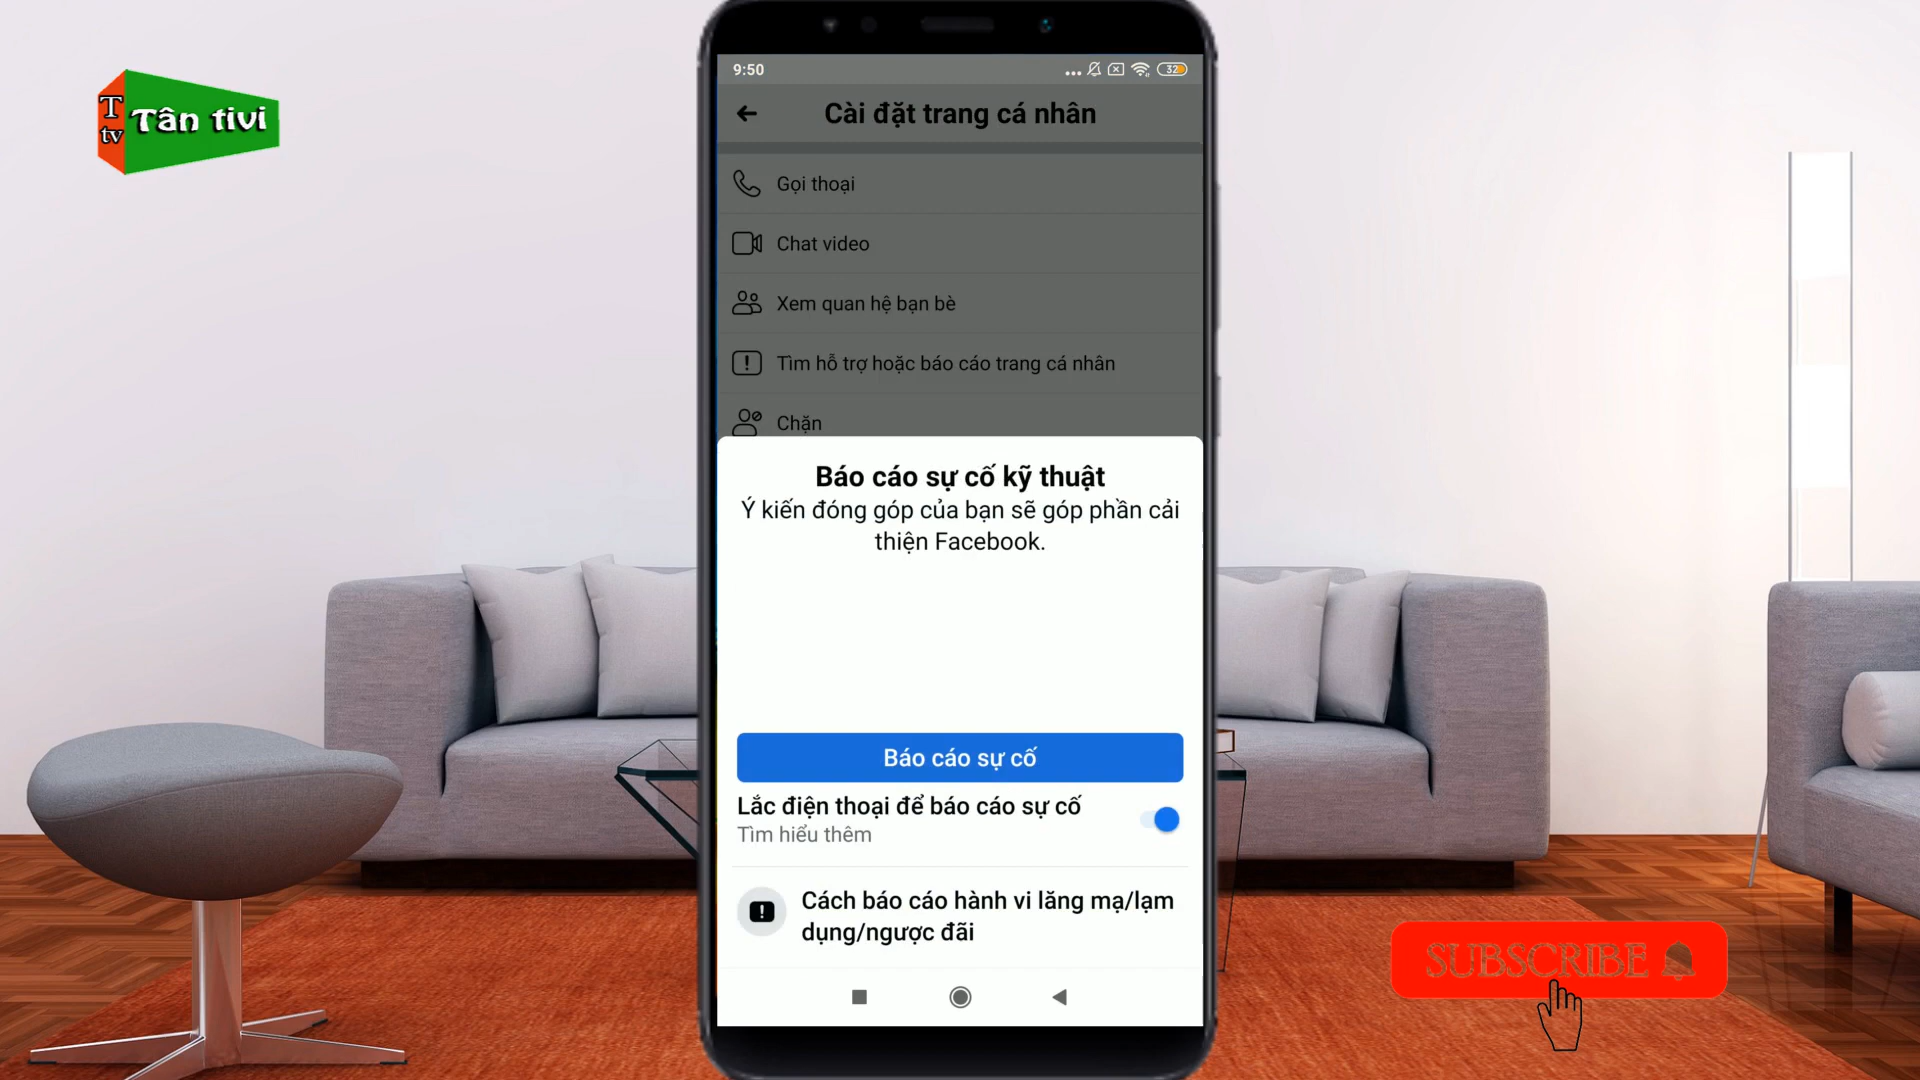 T
tv
Tân tivi
9:50
32
Cài đặt trang cá nhân
Gọi thoại
Chat video
Xem quan hệ bạn bè
Tìm hỗ trợ hoặc báo cáo trang cá nhân
Chặn
Báo cáo sự cố kỹ thuật
Ý kiến đóng góp của bạn sẽ góp phần cải
thiện Facebook.
Báo cáo sự cố
Lắc điện thoại để báo cáo sự cố
Tìm hiểu thêm
Cách báo cáo hành vi lăng mạ/lạm
dụng/ngược đãi
SUBSCRIBE